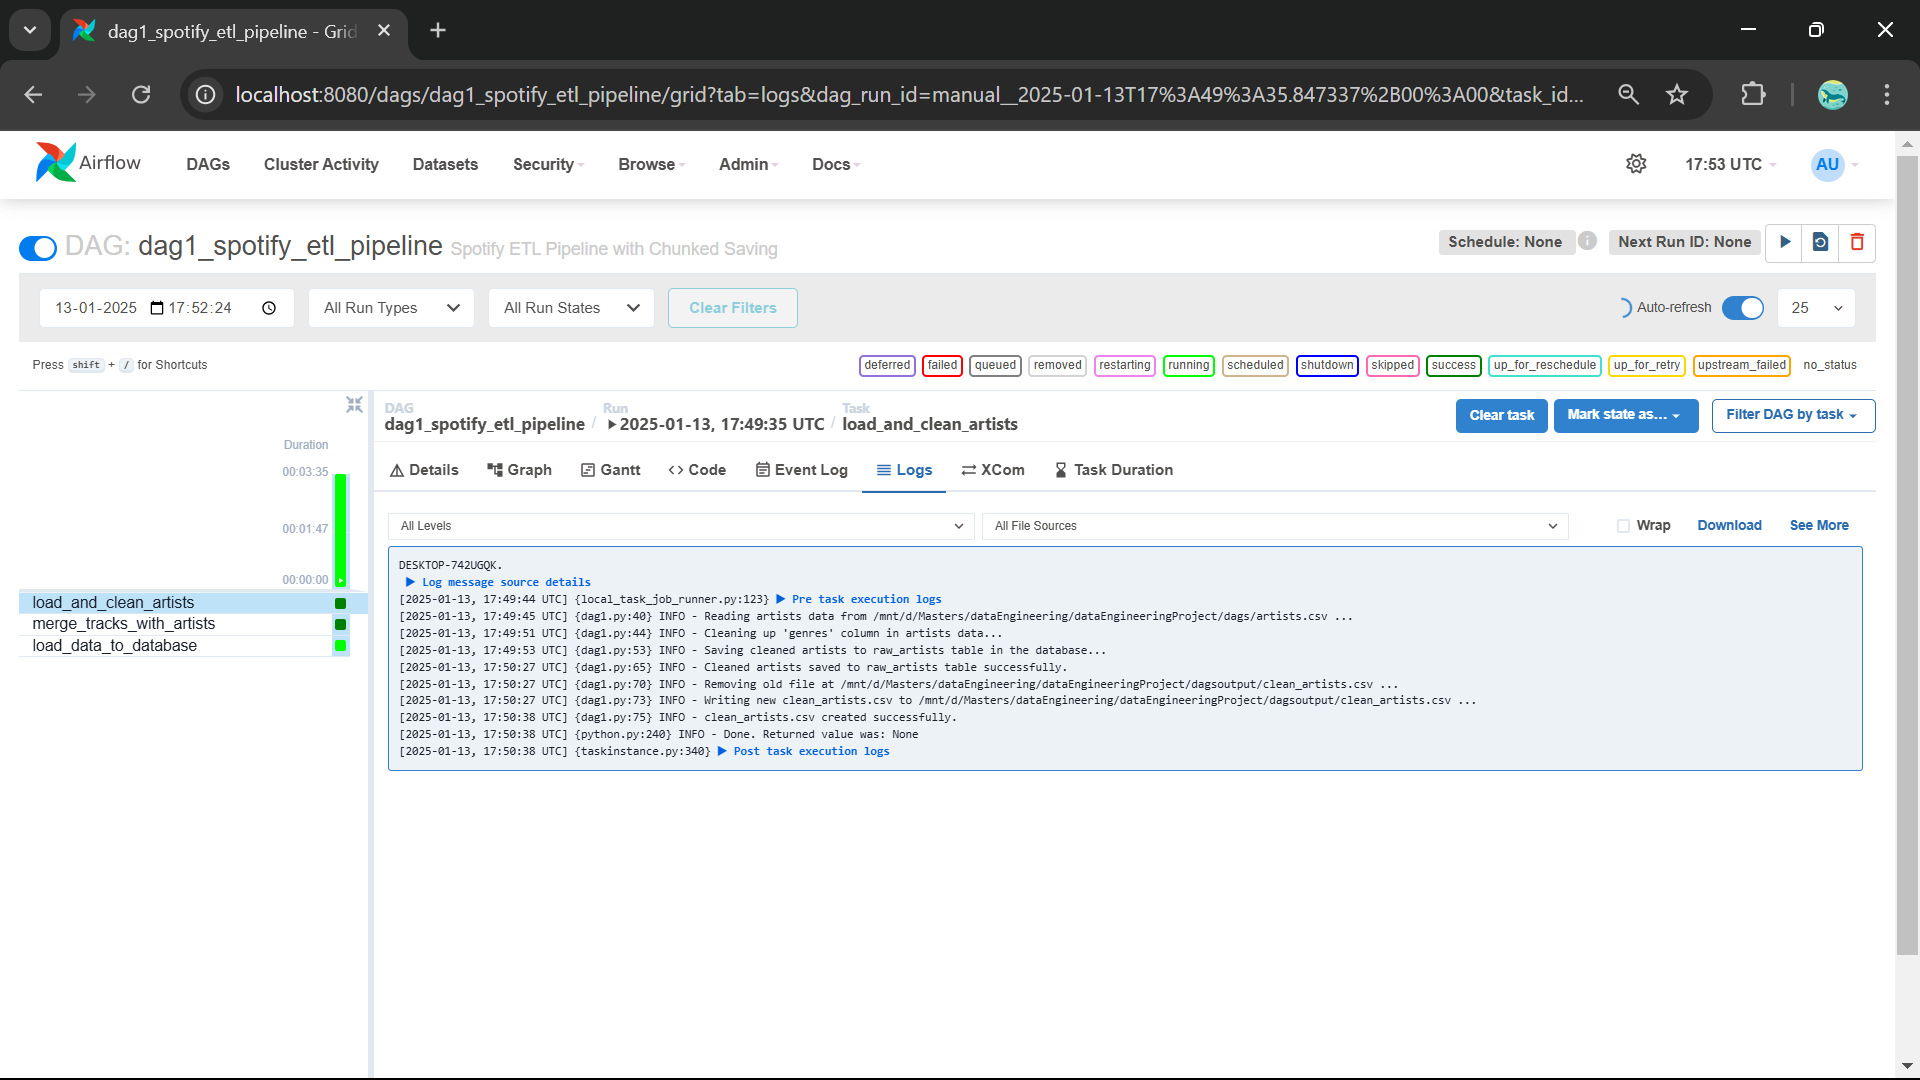 dag1_spotify_etl_pipeline - Grid
localhost:8080/dags/dag1_spotify_etl_pipeline/grid?tab=logs&dag_run_id=manual__2025-01-13T17%3A49%3A35.847337%2B00%3A00&task_id...
Airflow DAGs Cluster Activity Datasets Security Browse Admin Docs 17:53 UTC AU
DAG: dag1_spotify_etl_pipeline Spotify ETL Pipeline with Chunked Saving Schedule: None Next Run ID: None
13-01-2025 17:52:24 All Run Types All Run States Clear Filters Auto-refresh 25
Press shift + / for Shortcuts deferred failed queued removed restarting running scheduled shutdown skipped success up_for_reschedule up_for_retry upstream_failed no_status
DAG Run Task
dag1_spotify_etl_pipeline / 2025-01-13, 17:49:35 UTC / load_and_clean_artists Clear task Mark state as... Filter DAG by task
Duration
00:03:35
00:01:47
00:00:00
load_and_clean_artists
merge_tracks_with_artists
load_data_to_database
Details Graph Gantt Code Event Log Logs XCom Task Duration
All Levels All File Sources Wrap Download See More
DESKTOP-742UGQK.
Log message source details
[2025-01-13, 17:49:44 UTC] {local_task_job_runner.py:123} Pre task execution logs
[2025-01-13, 17:49:45 UTC] {dag1.py:40} INFO - Reading artists data from /mnt/d/Masters/dataEngineering/dataEngineeringProject/dags/artists.csv ...
[2025-01-13, 17:49:51 UTC] {dag1.py:44} INFO - Cleaning up 'genres' column in artists data...
[2025-01-13, 17:49:53 UTC] {dag1.py:53} INFO - Saving cleaned artists to raw_artists table in the database...
[2025-01-13, 17:50:27 UTC] {dag1.py:65} INFO - Cleaned artists saved to raw_artists table successfully.
[2025-01-13, 17:50:27 UTC] {dag1.py:70} INFO - Removing old file at /mnt/d/Masters/dataEngineering/dataEngineeringProject/dagsoutput/clean_artists.csv ...
[2025-01-13, 17:50:27 UTC] {dag1.py:73} INFO - Writing new clean_artists.csv to /mnt/d/Masters/dataEngineering/dataEngineeringProject/dagsoutput/clean_artists.csv ...
[2025-01-13, 17:50:38 UTC] {dag1.py:75} INFO - clean_artists.csv created successfully.
[2025-01-13, 17:50:38 UTC] {python.py:240} INFO - Done. Returned value was: None
[2025-01-13, 17:50:38 UTC] {taskinstance.py:340} Post task execution logs